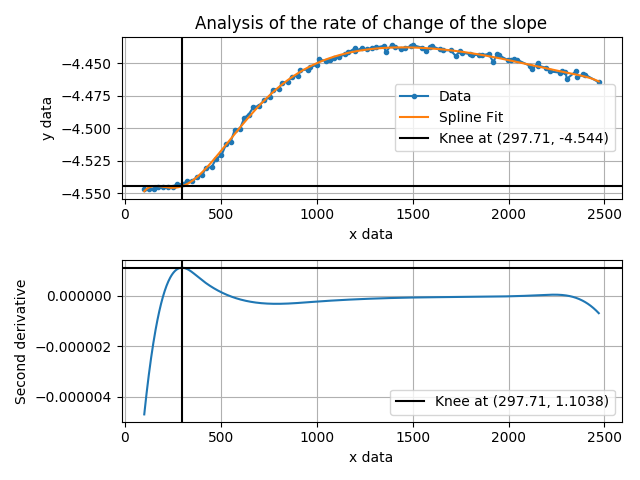 Analysis of the rate of change of the slope
y data
−4.450
−4.475
−4.500
−4.525
−4.550
Data
Spline Fit
Knee at (297.71, -4.544)
0 500 1000 1500 2000 2500
x data
Second derivative
0.000000
−0.000002
−0.000004
Knee at (297.71, 1.1038)
0 500 1000 1500 2000 2500
x data